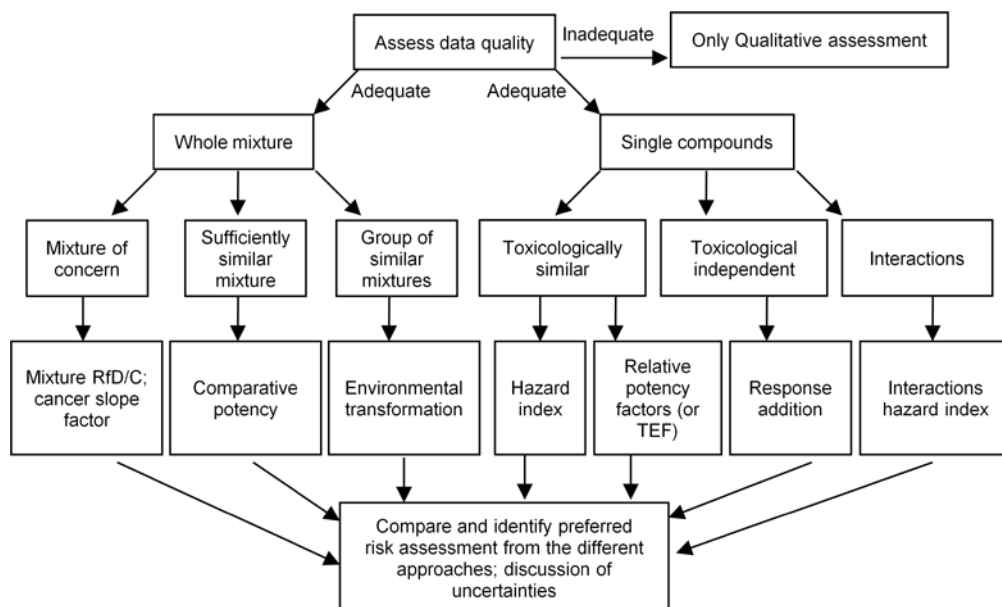 Assess data quality
Inadequate
Only Qualitative assessment
Adequate
Adequate
Whole mixture
Single compounds
Mixture of
concern
Sufficiently
similar
mixture
Group of
similar
mixtures
Toxicologically
similar
Toxicological
independent
Interactions
Mixture RfD/C;
cancer slope
factor
Comparative
potency
Environmental
transformation
Hazard
index
Relative
potency
factors (or
TEF)
Response
addition
Interactions
hazard index
Compare and identify preferred
risk assessment from the different
approaches; discussion of
uncertainties